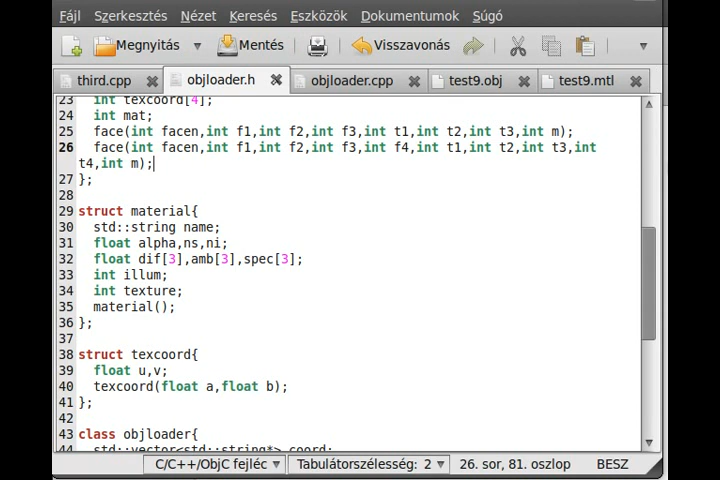 Fájl Szerkesztés Nézet Keresés Eszközök Dokumentumok Súgó
Megnyitás Mentés Visszavonás
third.cpp objloader.h objloader.cpp test9.obj test9.mtl
23 int texcoord[4];
24 int mat;
25 face(int facen,int f1,int f2,int f3,int t1,int t2,int t3,int m);
26 face(int facen,int f1,int f2,int f3,int f4,int t1,int t2,int t3,int
t4,int m);
27 };
28
29 struct material{
30 std::string name;
31 float alpha,ns,ni;
32 float dif[3],amb[3],spec[3];
33 int illum;
34 int texture;
35 material();
36 };
37
38 struct texcoord{
39 float u,v;
40 texcoord(float a,float b);
41 };
42
43 class objloader{
44 std::vector<std::string*> coord;
C/C++/ObjC fejléc Tabulátorszélesség: 2 26. sor, 81. oszlop BESZ